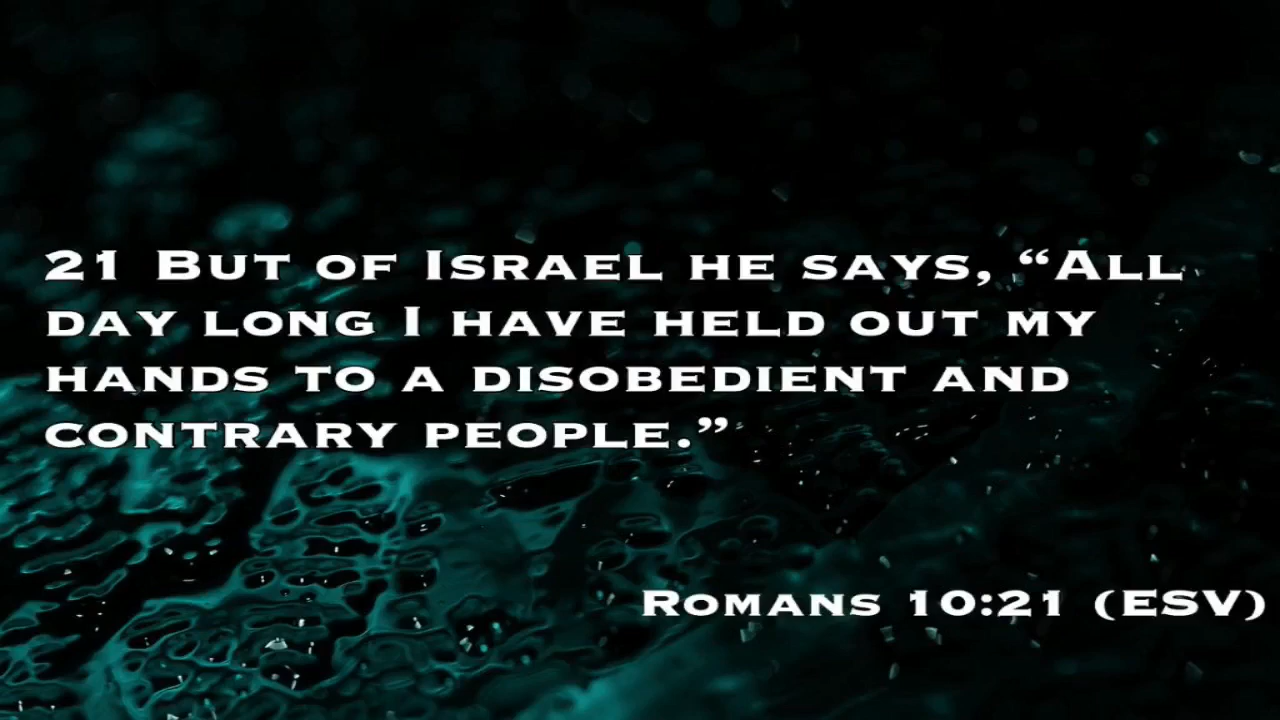 21 But of Israel he says, “All
day long I have held out my
hands to a disobedient and
contrary people.”
Romans 10:21 (ESV)